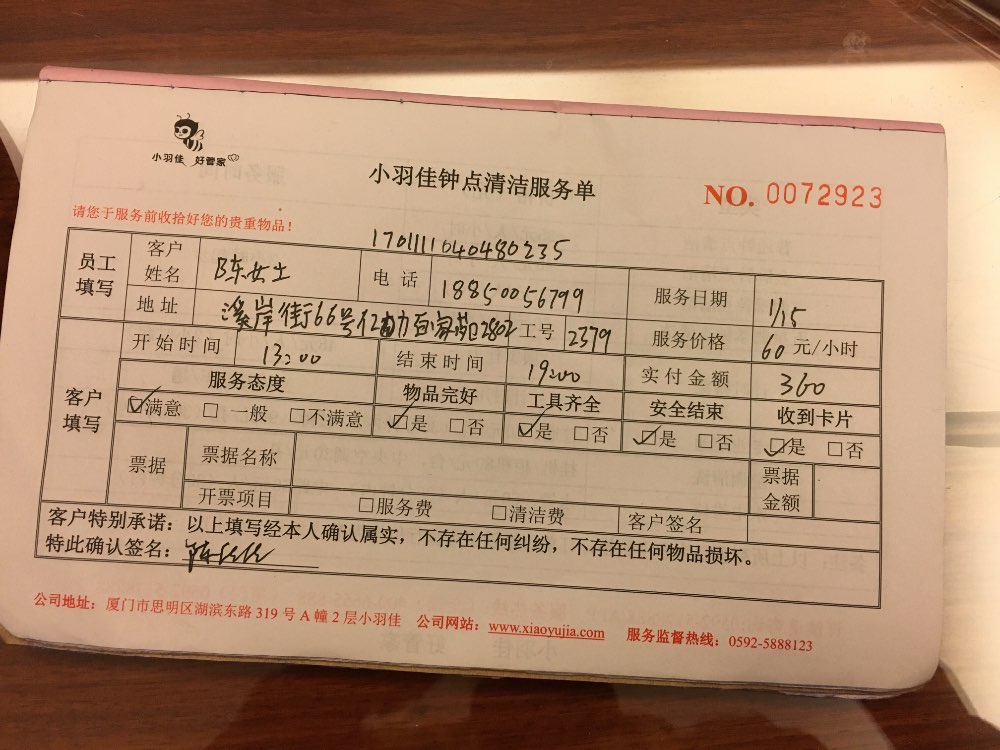 小羽佳 好管家
小羽佳钟点清洁服务单
NO. 0072923
请您于服务前收拾好您的贵重物品！
170111104048023 5
员工填写 客户姓名 陈女士 电话 18850056799 服务日期 1/15
地址 溪岸街66号 2802 工号 2379 服务价格 60 元/小时
客户填写 开始时间 13:00 结束时间 19:00 实付金额 360
服务态度 物品完好 工具齐全 安全结束 收到卡片
☑满意 □一般 □不满意 ☑是 □否 ☑是 □否 ☑是 □否 ☑是 □否
票据 票据名称 票据金额
开票项目 □服务费 □清洁费 客户签名
客户特别承诺：以上填写经本人确认属实，不存在任何纠纷，不存在任何物品损坏。
特此确认签名：
公司地址：厦门市思明区湖滨东路 319 号 A 幢 2 层小羽佳 公司网站：www.xiaoyujia.com 服务监督热线：0592-5888123